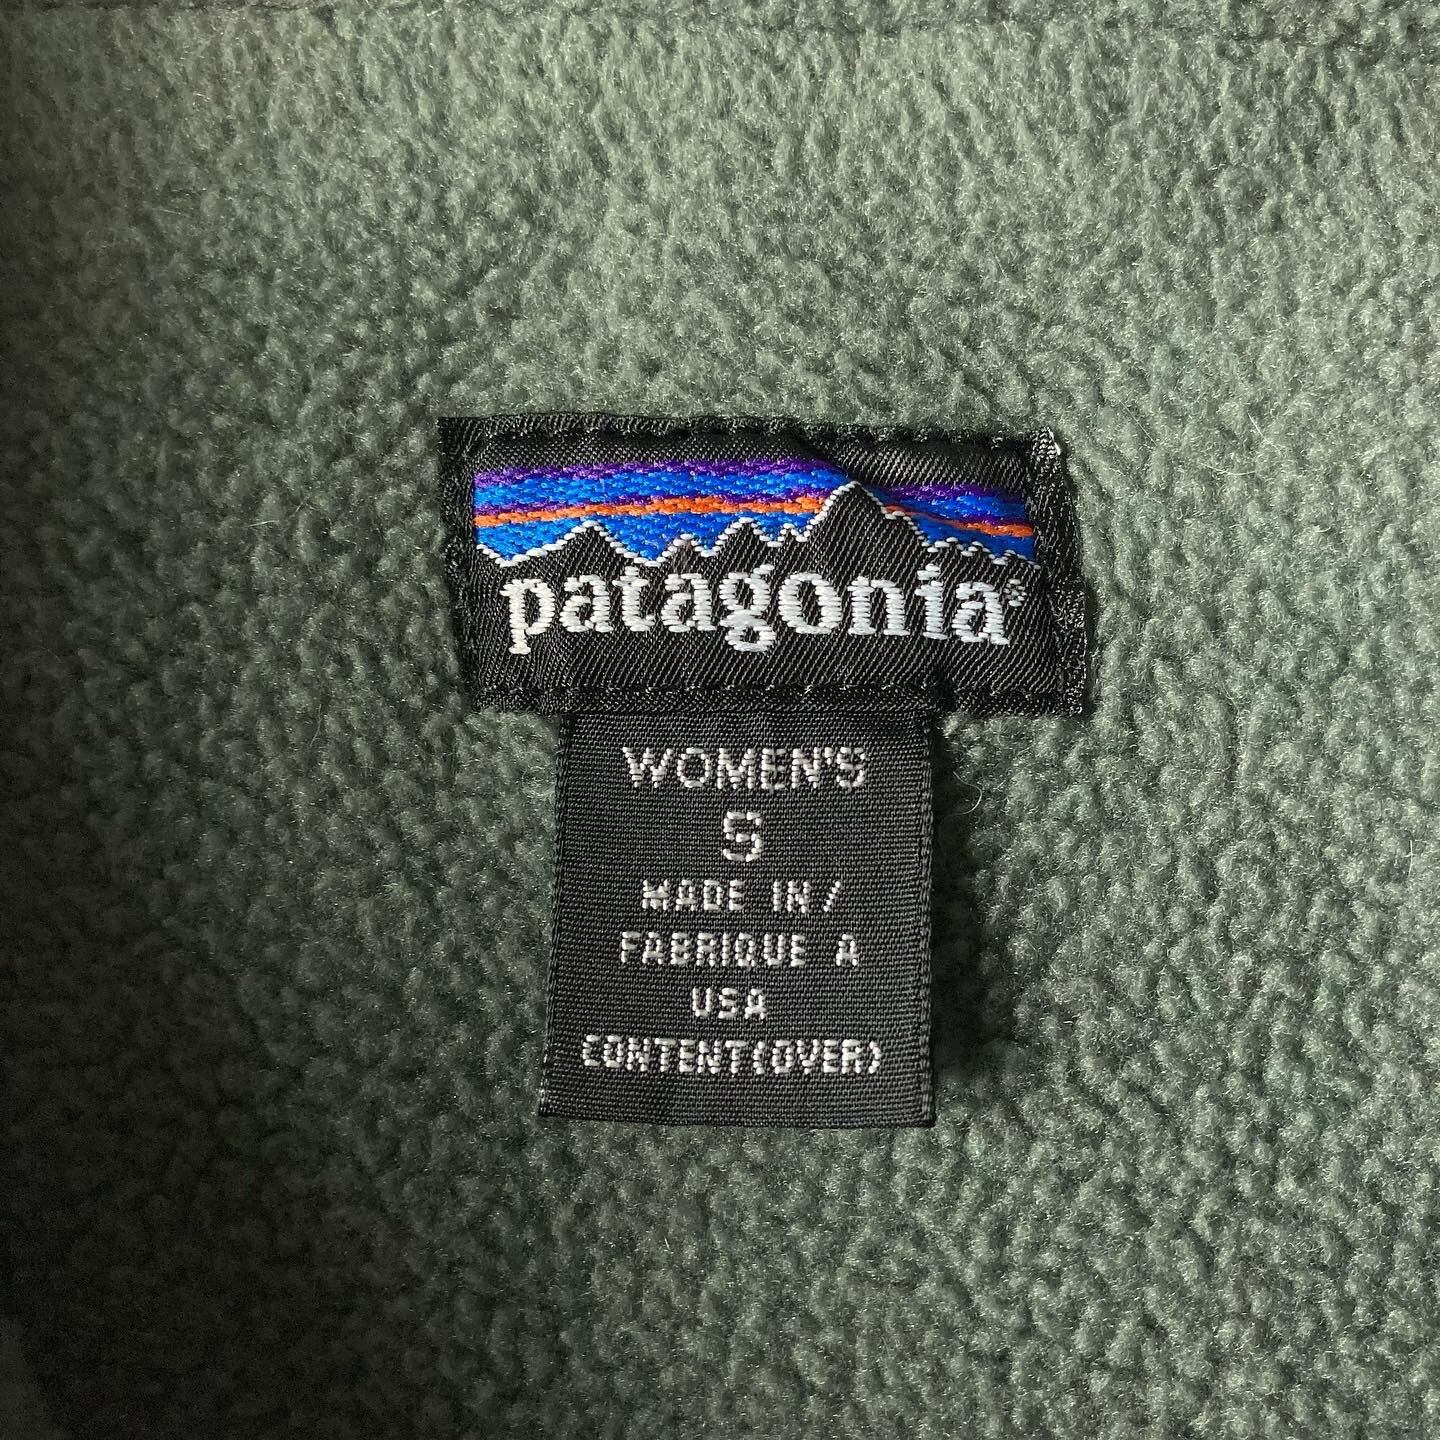 patagonia®
WOMEN'S
S
MADE IN/
FABRIQUE A
USA
CONTENT(OVER)